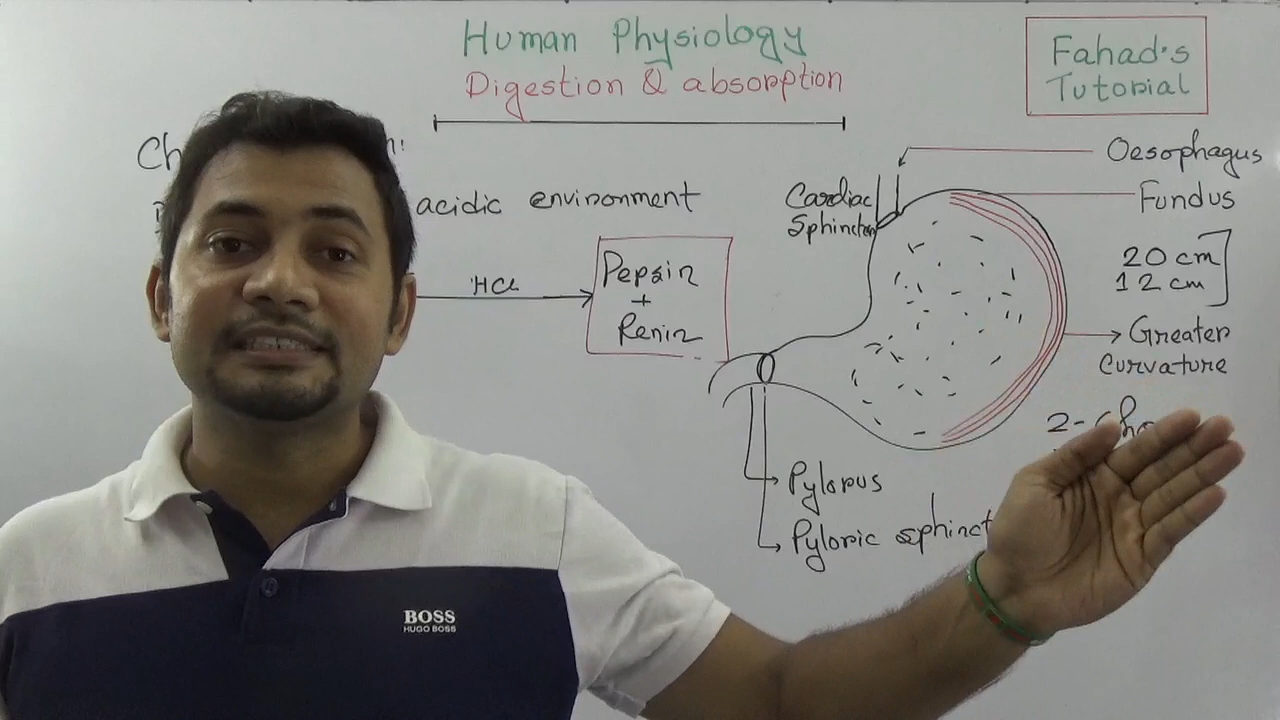 Human Physiology
Digestion & absorption
Fahad's
Tutorial
Oesophagus
Cardiac
Sphincter
Fundus
acidic environment
20 cm
12 cm
HCl
Pepsin
+
Renin
Greater
Curvature
2-
Pylorus
Pyloric sphinct
BOSS
HUGO BOSS